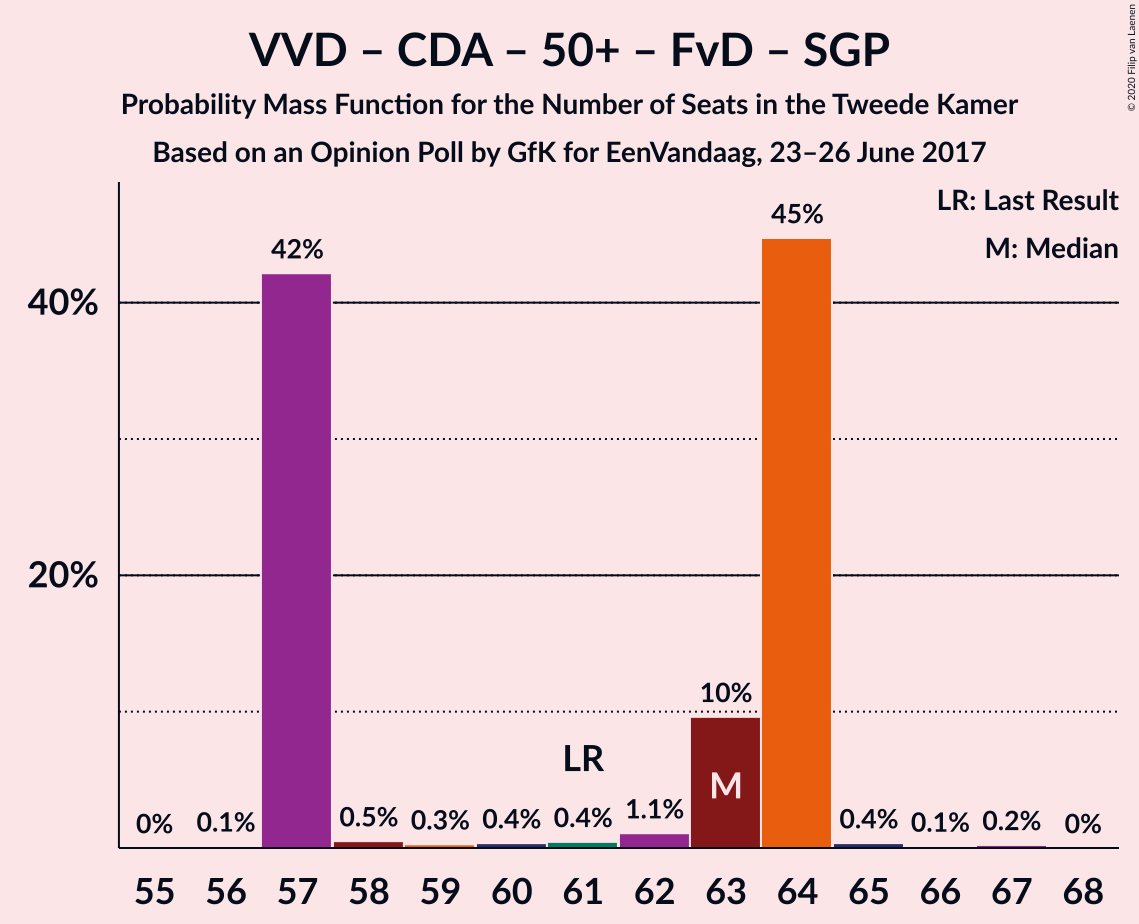 VVD – CDA – 50+ – FvD – SGP
Probability Mass Function for the Number of Seats in the Tweede Kamer
Based on an Opinion Poll by GfK for EenVandaag, 23–26 June 2017
© 2020 Filip van Laenen
LR: Last Result
M: Median
40%
20%
0%
0.1%
42%
0.5%
0.3%
0.4%
0.4%
1.1%
10%
45%
0.4%
0.1%
0.2%
0%
LR
M
55 56 57 58 59 60 61 62 63 64 65 66 67 68